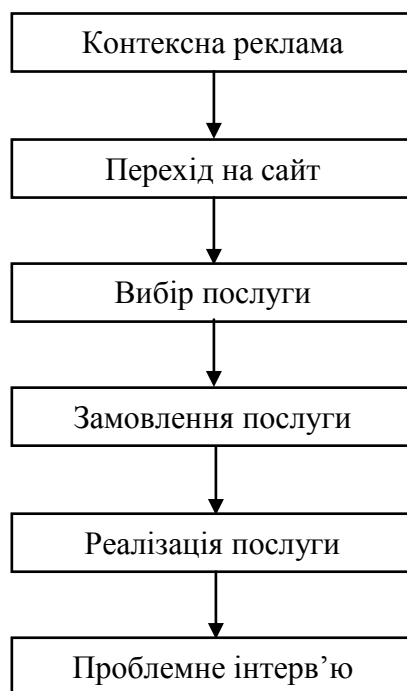 Контексна реклама
Перехід на сайт
Вибір послуги
Замовлення послуги
Реалізація послуги
Проблемне інтерв’ю